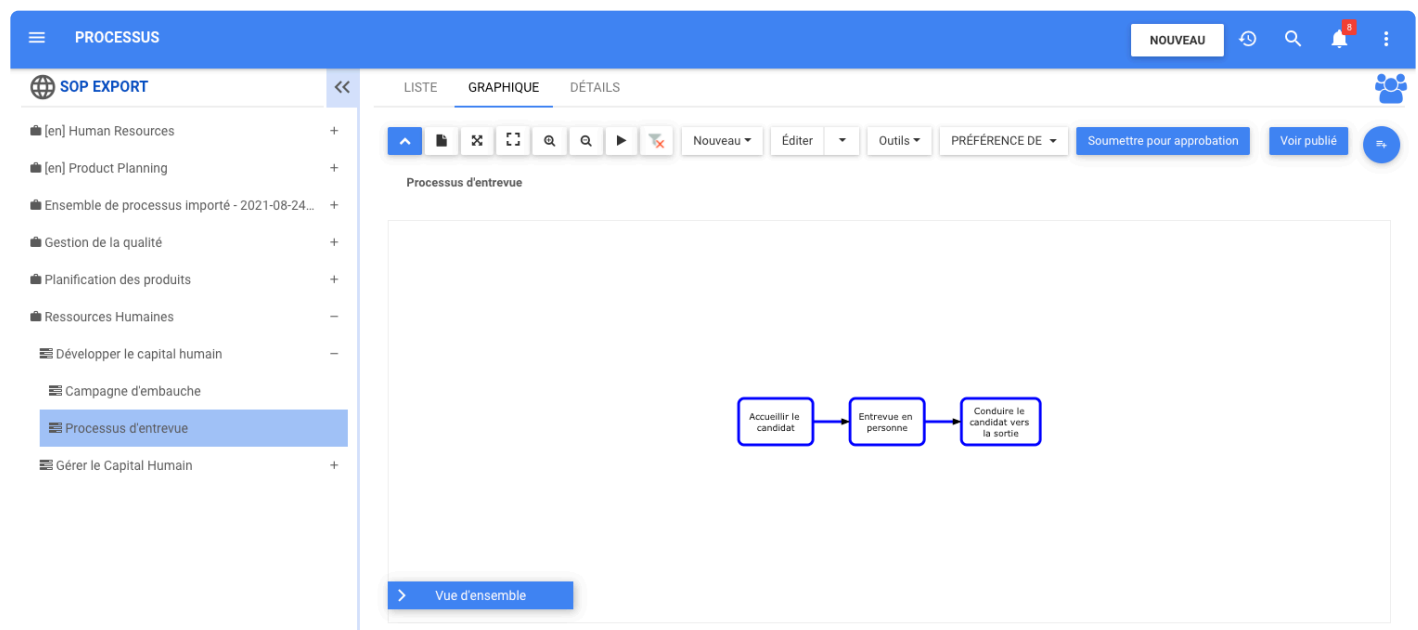 PROCESSUS
NOUVEAU
8
SOP EXPORT
LISTE
GRAPHIQUE
DÉTAILS
[en] Human Resources
[en] Product Planning
Ensemble de processus importé - 2021-08-24...
Gestion de la qualité
Planification des produits
Ressources Humaines
Développer le capital humain
Campagne d'embauche
Processus d'entrevue
Gérer le Capital Humain
Nouveau
Éditer
Outils
PRÉFÉRENCE DE
Soumettre pour approbation
Voir publié
Processus d'entrevue
Accueillir le
candidat
Entrevue en
personne
Conduire le
candidat vers
la sortie
Vue d'ensemble